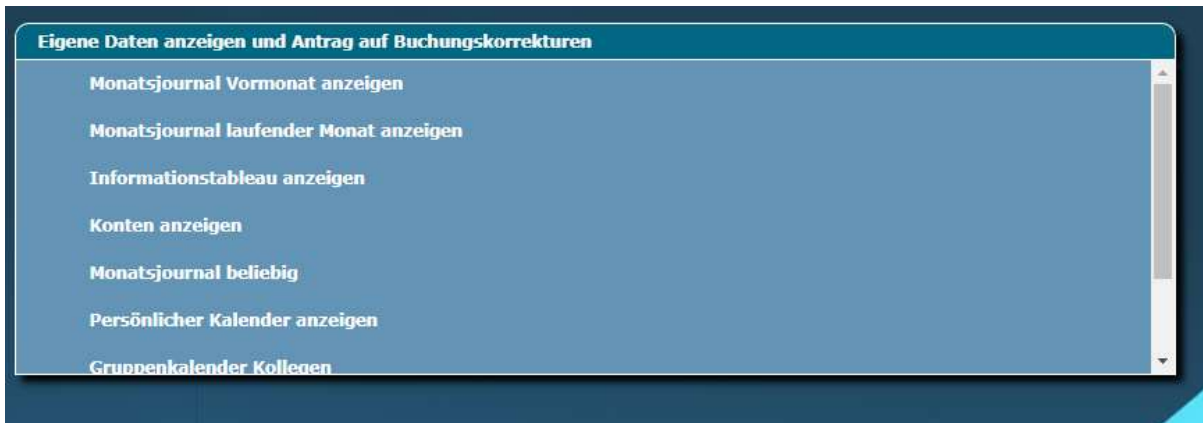 Eigene Daten anzeigen und Antrag auf Buchungskorrekturen
Monatsjournal Vormonat anzeigen
Monatsjournal laufender Monat anzeigen
Informationstableau anzeigen
Konten anzeigen
Monatsjournal beliebig
Persönlicher Kalender anzeigen
Gruppenkalender Kollegen